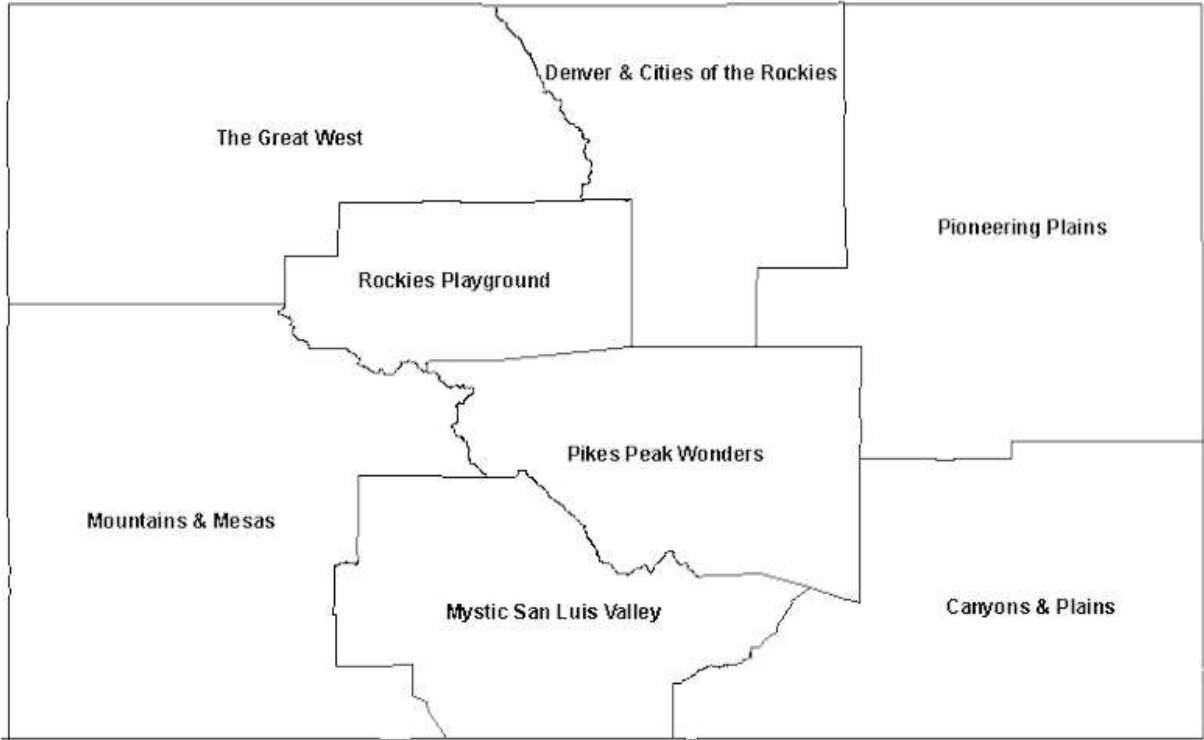 Denver & Cities of the Rockies
The Great West
Pioneering Plains
Rockies Playground
Pikes Peak Wonders
Mountains & Mesas
Mystic San Luis Valley
Canyons & Plains